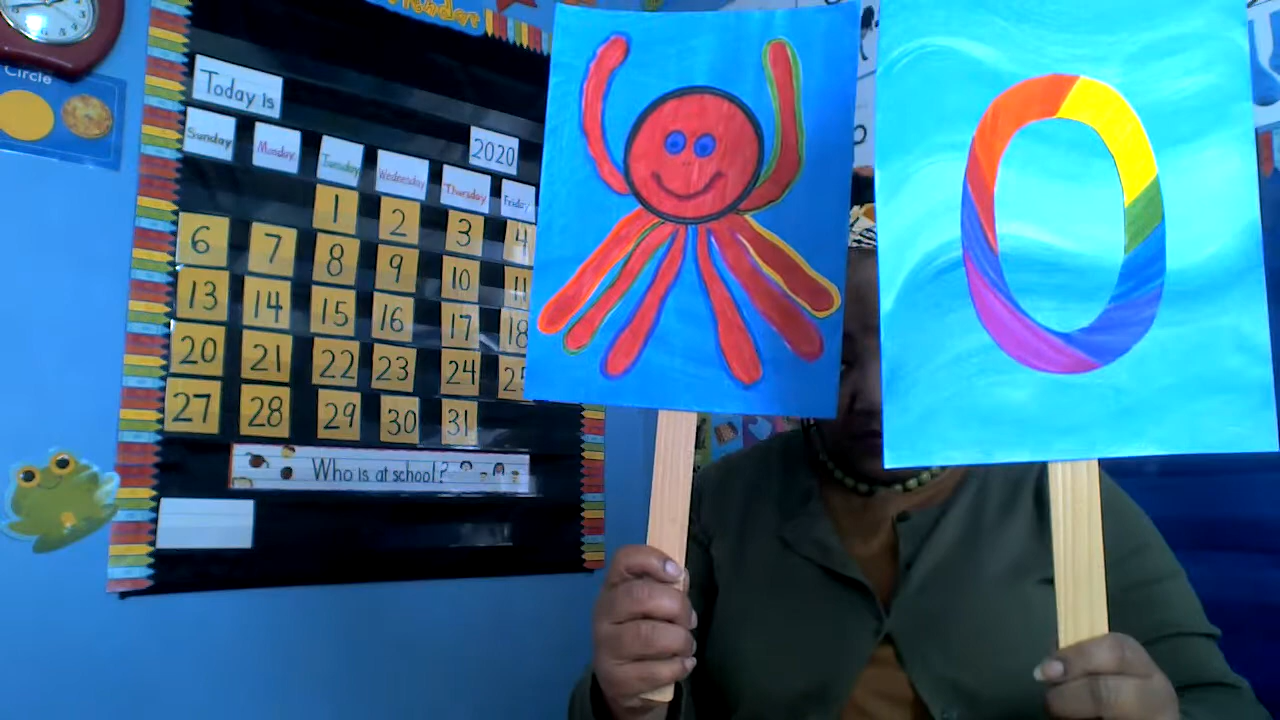 Circle
Today is
2020
Sunday Monday Tuesday Wednesday Thursday Friday
1 2 3 4
6 7 8 9 10 11
13 14 15 16 17 18
20 21 22 23 24 25
27 28 29 30 31
Who is at school?
O